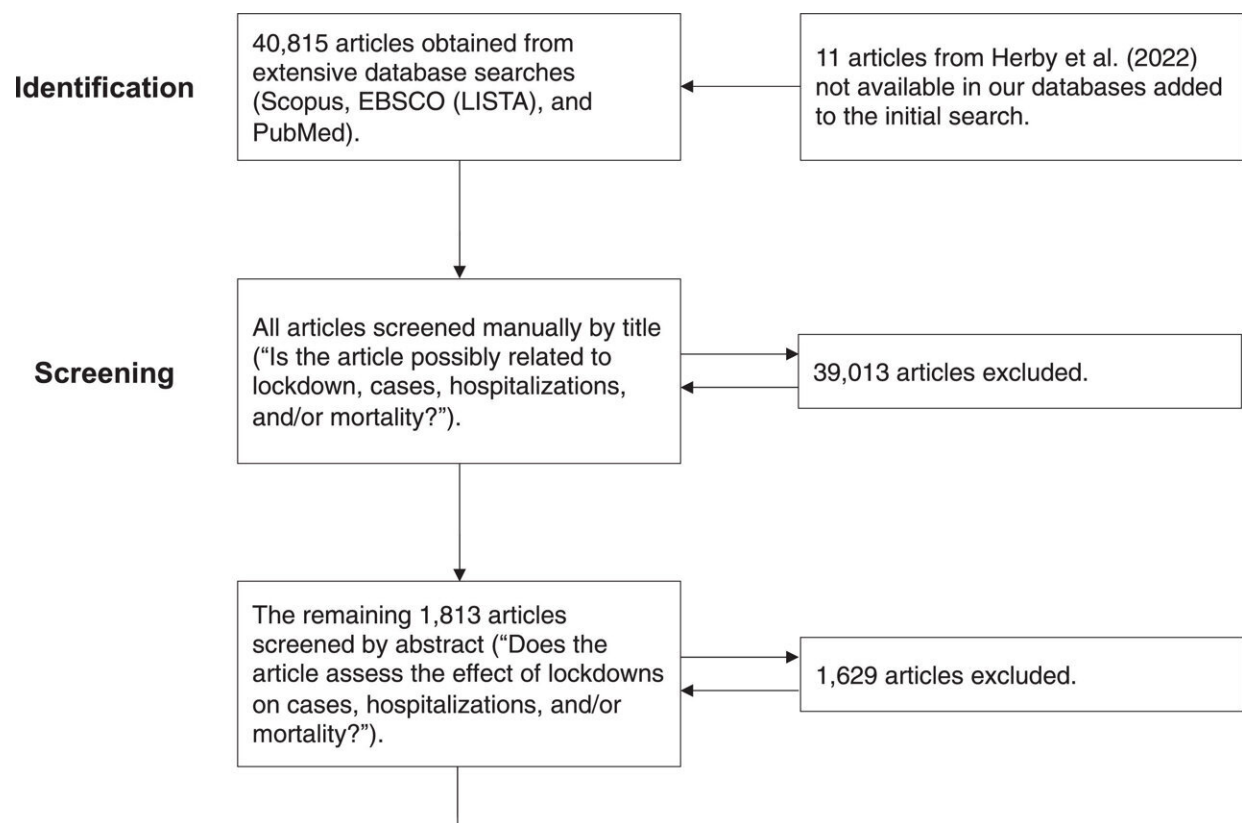 Identification
40,815 articles obtained from
extensive database searches
(Scopus, EBSCO (LISTA), and
PubMed).
11 articles from Herby et al. (2022)
not available in our databases added
to the initial search.
Screening
All articles screened manually by title
(“Is the article possibly related to
lockdown, cases, hospitalizations,
and/or mortality?”).
39,013 articles excluded.
The remaining 1,813 articles
screened by abstract (“Does the
article assess the effect of lockdowns
on cases, hospitalizations, and/or
mortality?”).
1,629 articles excluded.